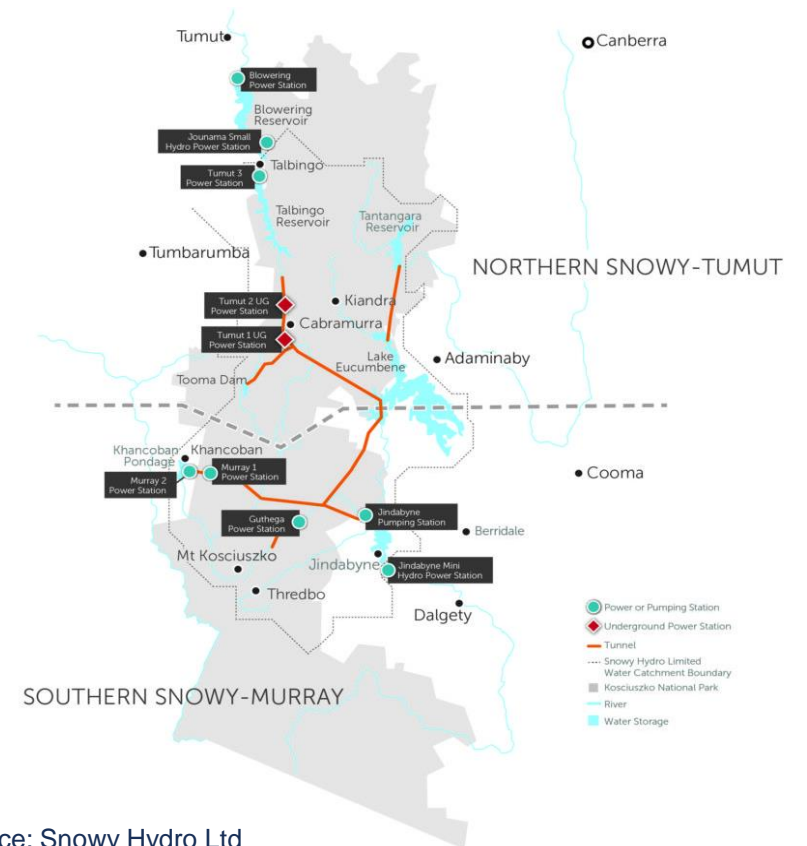 Tumut
Canberra
Blowering
Power Station
Blowering
Reservoir
Jounama Small
Hydro Power Station
Talbingo
Tumut 3
Power Station
Talbingo
Reservoir
Tantangara
Reservoir
Tumbarumba
NORTHERN SNOWY-TUMUT
Tumut 2 UG
Power Station
Kiandra
Cabramurra
Tumut 1 UG
Power Station
Lake
Eucumbene
Adaminaby
Tooma Dam
Khancoban
Pondage
Khancoban
Murray 1
Power Station
Murray 2
Power Station
Cooma
Guthega
Power Station
Jindabyne
Pumping Station
Berridale
Mt Kosciuszko
Jindabyne
Jindabyne Mini
Hydro Power Station
Thredbo
Dalgety
Power or Pumping Station
Underground Power Station
Tunnel
Snowy Hydro Limited
Water Catchment Boundary
Kosciuszko National Park
River
Water Storage
SOUTHERN SNOWY-MURRAY
ce: Snowy Hydro Ltd